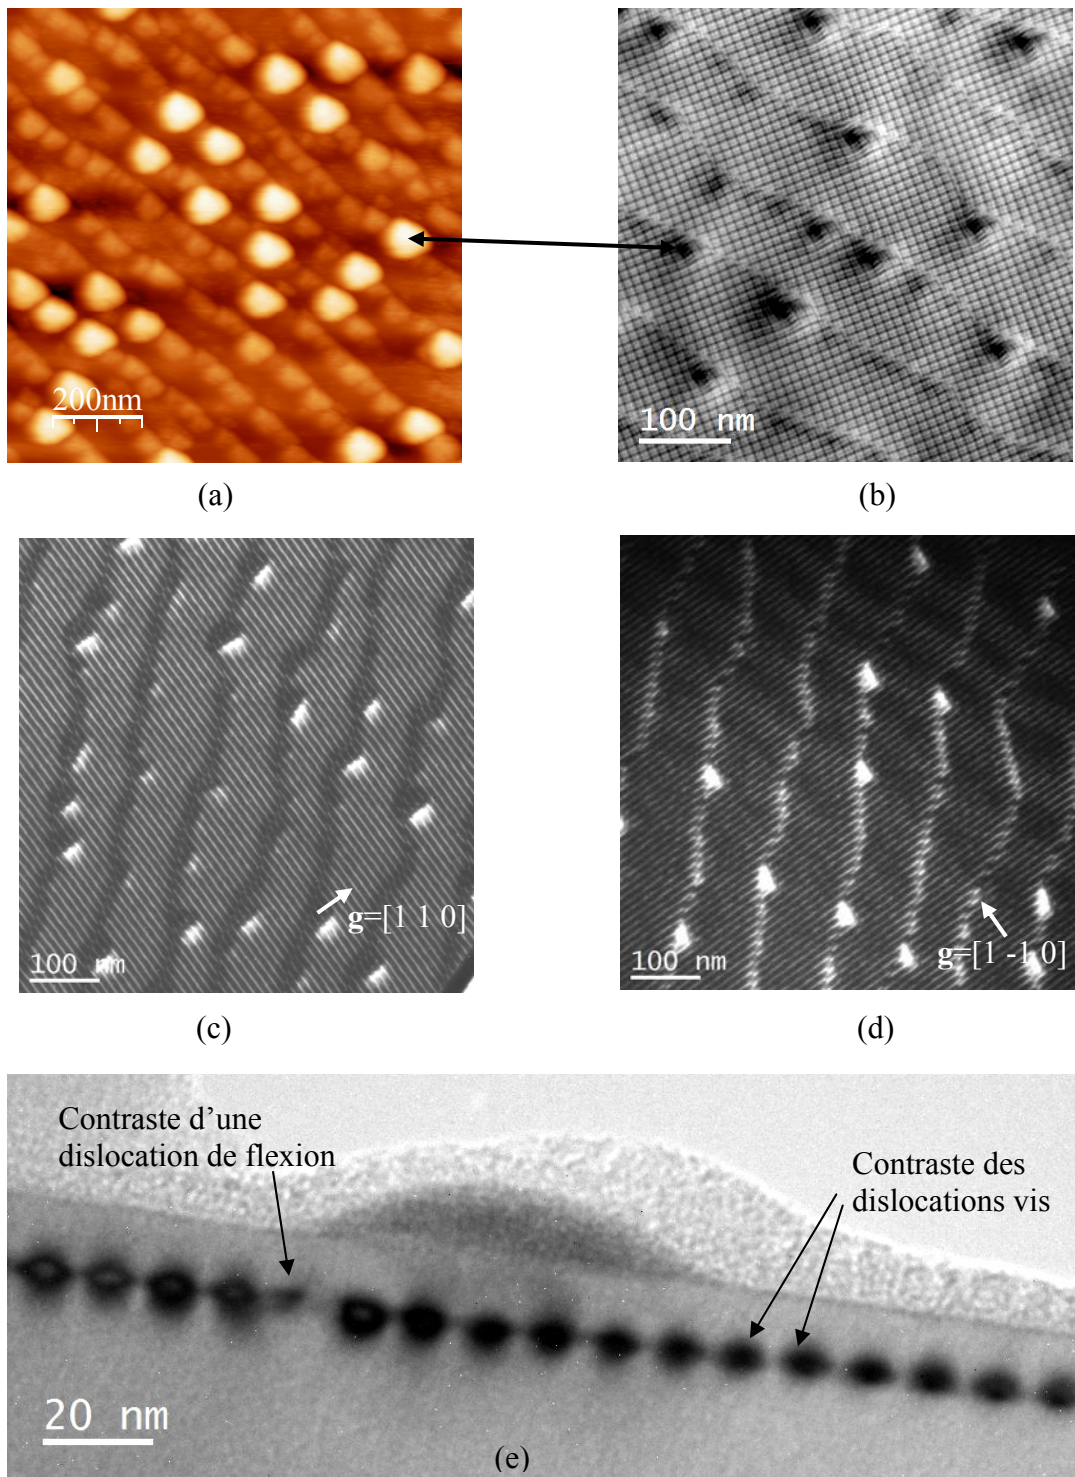 200nm
100 nm
(a)
(b)
g=[1 1 0]
100 nm
g=[1 -1 0]
100 nm
(c)
(d)
Contraste d’une
dislocation de flexion
Contraste des
dislocations vis
20 nm
(e)